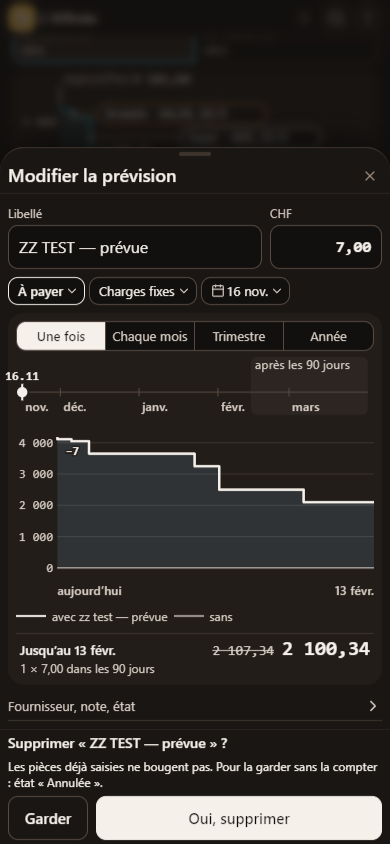 Modifier la prévision
Libellé CHF
ZZ TEST — prévue 7,00
À payer Charges fixes 16 nov.
Une fois Chaque mois Trimestre Année
après les 90 jours
16.11
nov. déc. janv. févr. mars
4 000
−7
3 000
2 000
1 000
0
aujourd’hui 13 févr.
avec zz test — prévue sans
Jusqu’au 13 févr. 2 107,34 2 100,34
1 × 7,00 dans les 90 jours
Fournisseur, note, état
Supprimer « ZZ TEST — prévue » ?
Les pièces déjà saisies ne bougent pas. Pour la garder sans la compter
: état « Annulée ».
Garder Oui, supprimer